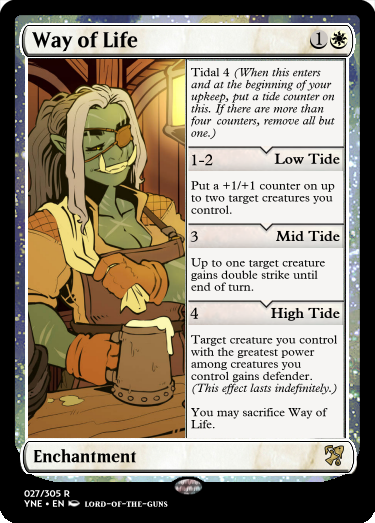 Way of Life
1
Tidal 4 (When this enters
and at the beginning of your
upkeep, put a tide counter on
this. If there are more than
four counters, remove all but
one.)
1-2 Low Tide
Put a +1/+1 counter on up
to two target creatures you
control.
3 Mid Tide
Up to one target creature
gains double strike until
end of turn.
4 High Tide
Target creature you control
with the greatest power
among creatures you
control gains defender.
(This effect lasts indefinitely.)
You may sacrifice Way of
Life.
Enchantment
027/305 R
YNE • EN LORD-OF-THE-GUNS